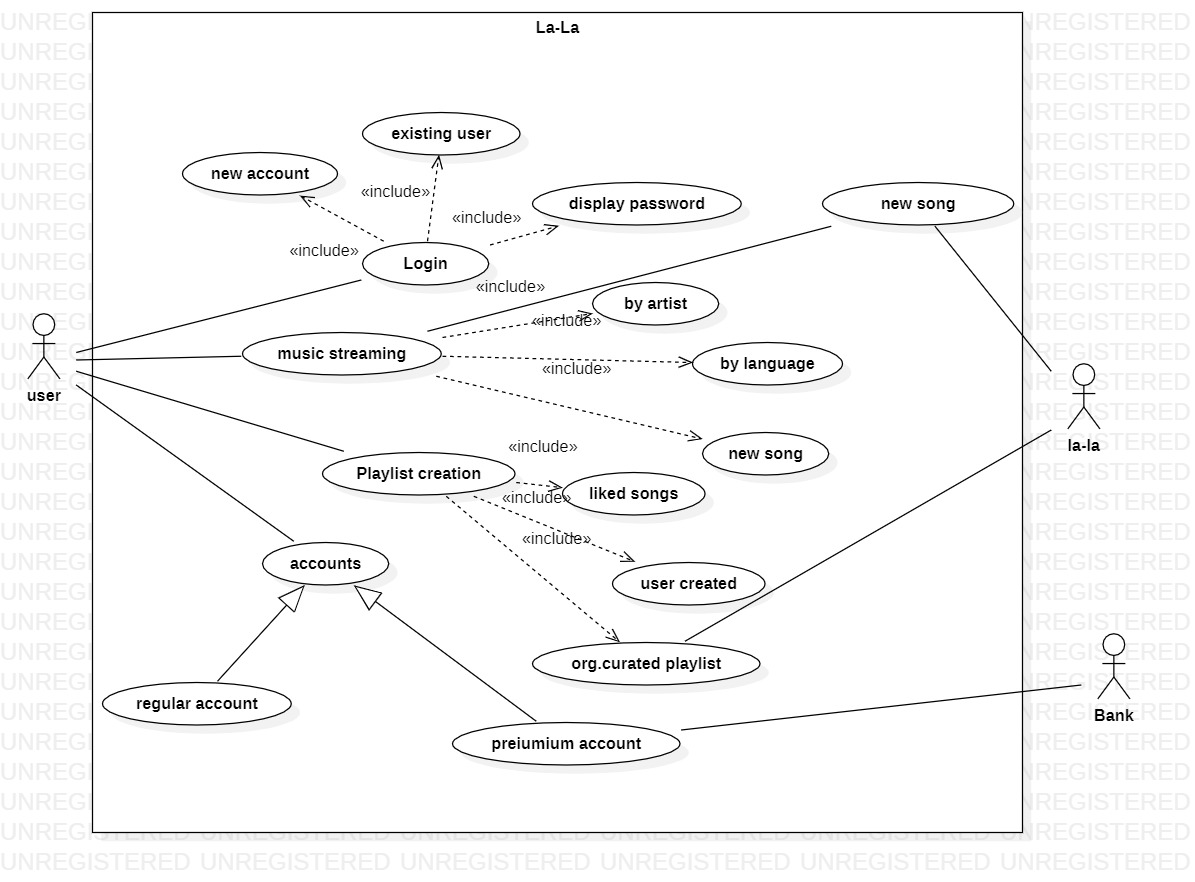 La-La
existing user
new account
«include»
display password
new song
«include»
«include»
Login
«include»
by artist
«include»
user
music streaming
by language
«include»
la-la
«include»
new song
Playlist creation
liked songs
«include»
«include»
accounts
user created
org.curated playlist
regular account
Bank
preiumium account
UNREGISTERED UNREGISTERED UNREGISTERED UNREGISTERED UNREGISTERED UNREGISTERED